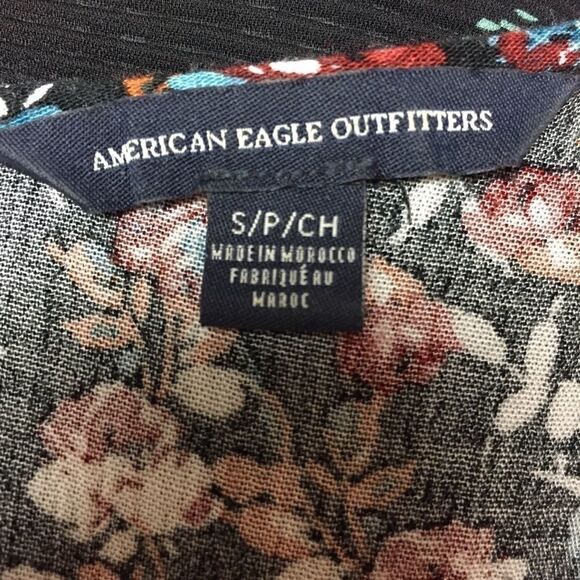 AMERICAN EAGLE OUTFITTERS
S/P/CH
MADE IN MOROCCO
FABRIQUÉ AU
MAROC